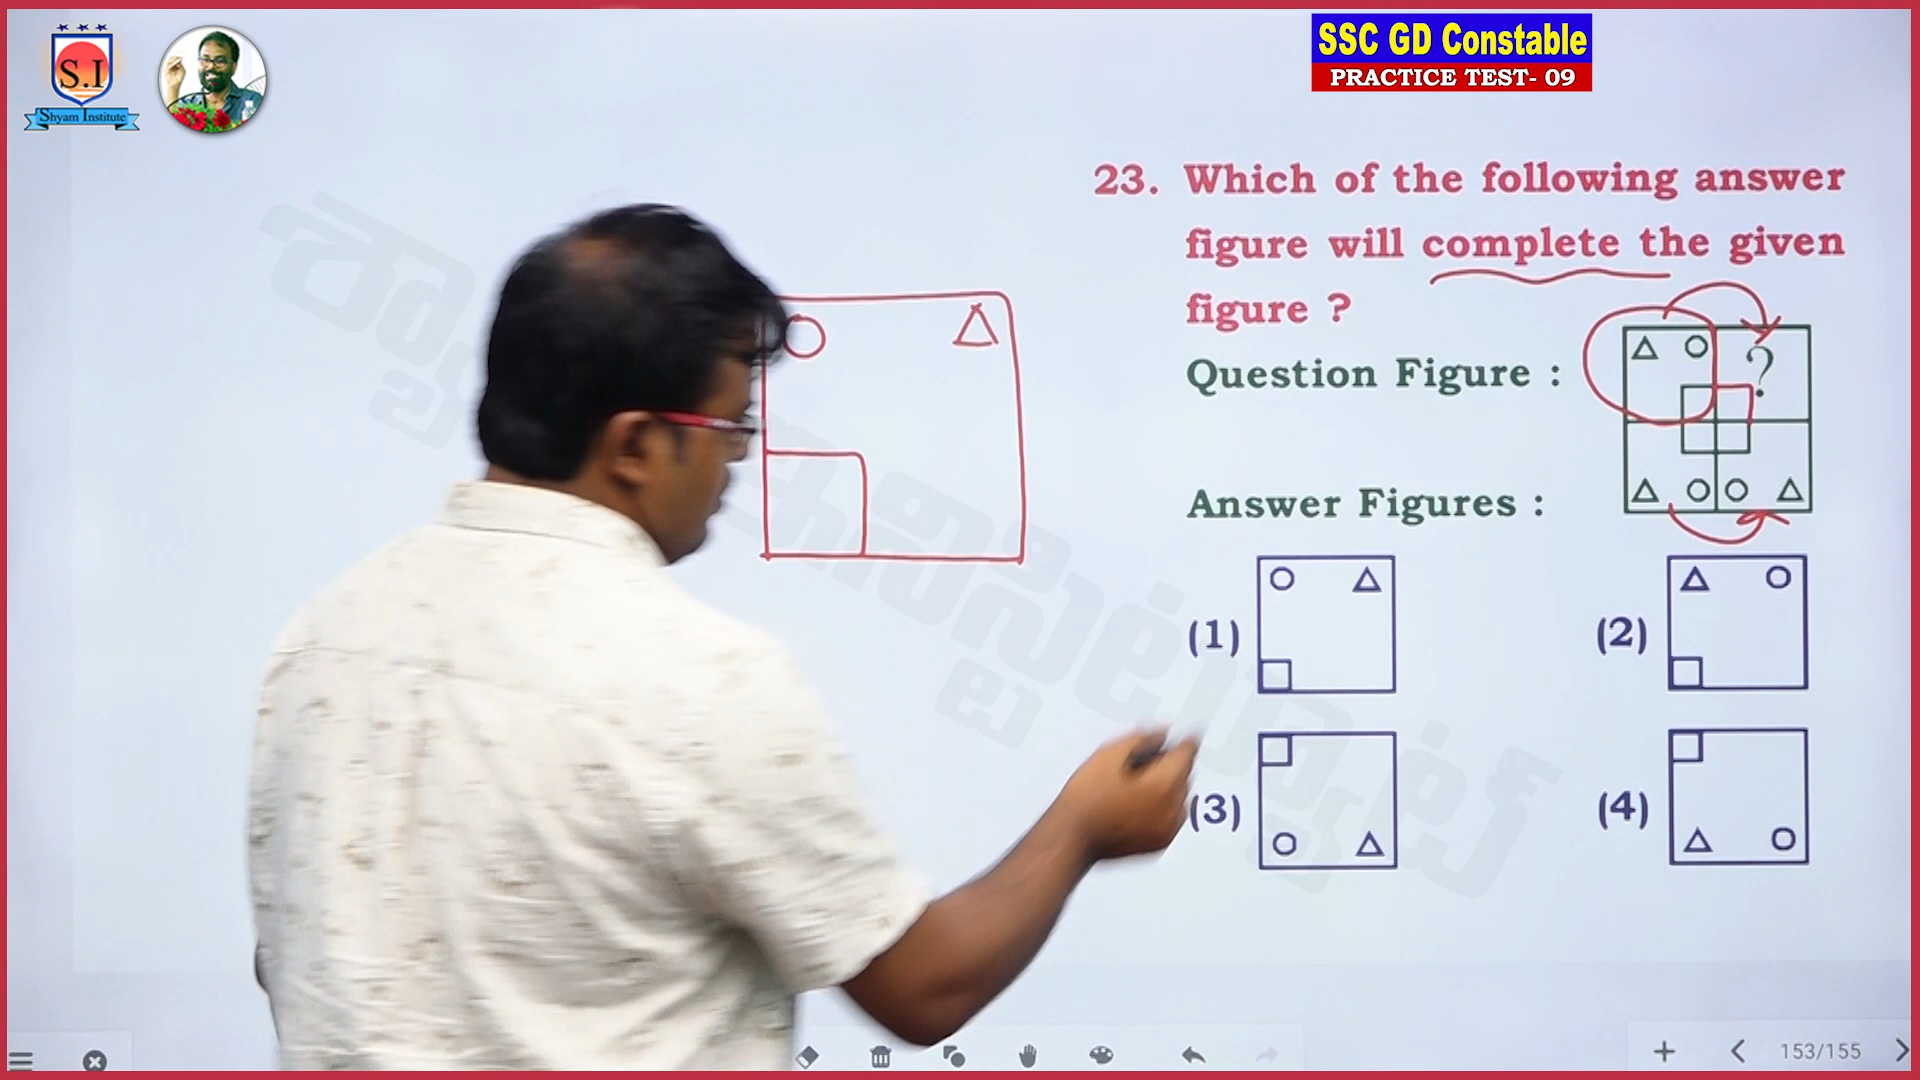 S.I
Shyam Institute
SSC GD Constable
PRACTICE TEST- 09
23. Which of the following answer
figure will complete the given
figure ?
Question Figure :
?
Answer Figures :
(1)
(2)
(3)
(4)
153/155